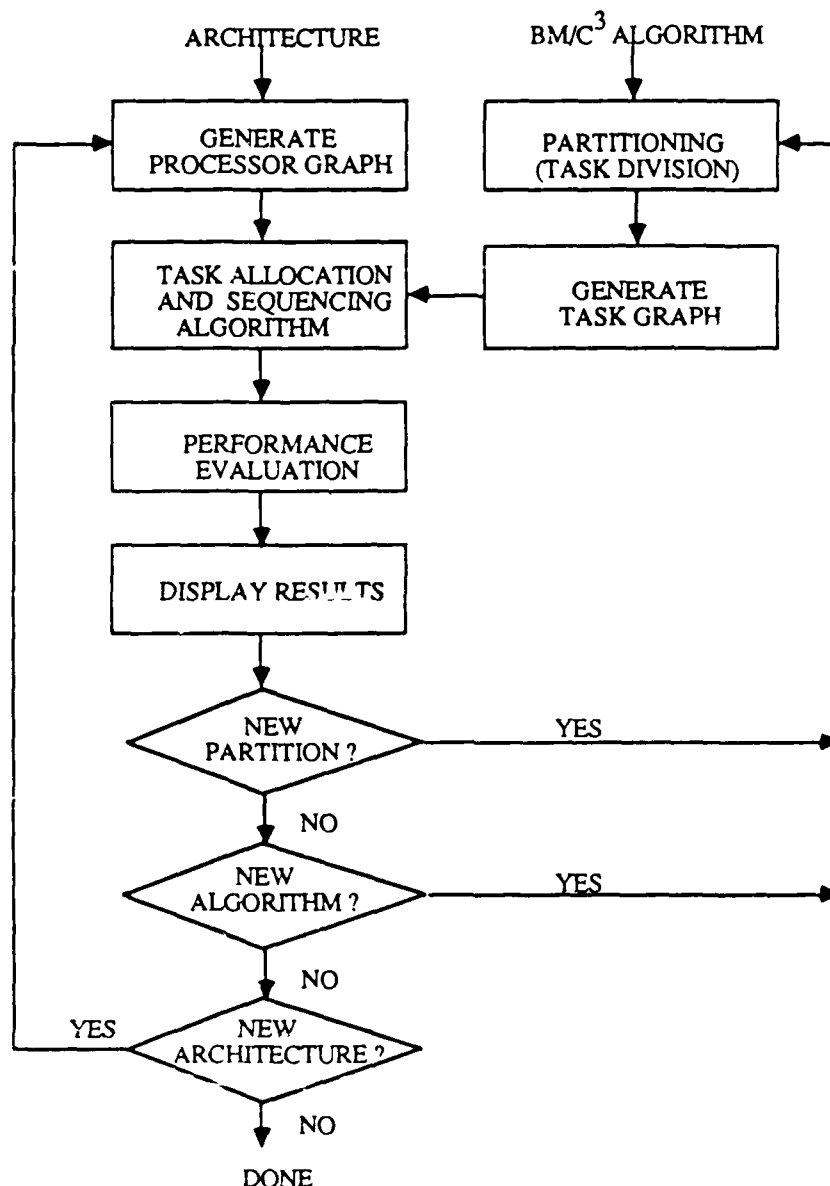 ARCHITECTURE
BM/C³ ALGORITHM
GENERATE
PROCESSOR GRAPH
PARTITIONING
(TASK DIVISION)
TASK ALLOCATION
AND SEQUENCING
ALGORITHM
GENERATE
TASK GRAPH
PERFORMANCE
EVALUATION
DISPLAY RESULTS
NEW
PARTITION ?
YES
NO
NEW
ALGORITHM ?
YES
NO
YES
NEW
ARCHITECTURE ?
NO
DONE